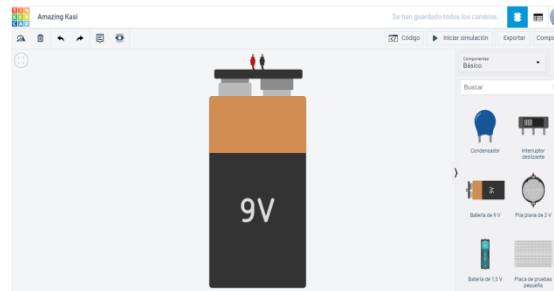 TIN
KER
CAD
Amazing Kasi
Se han guardado todos los cambios.
Código
Iniciar simulación
Exportar
Compa
Componentes
Básico
Buscar
Condensador
Interruptor
deslizante
9V
9V
Batería de 9 V
Pila plana de 3 V
Batería de 1,5 V
Placa de pruebas
pequeña